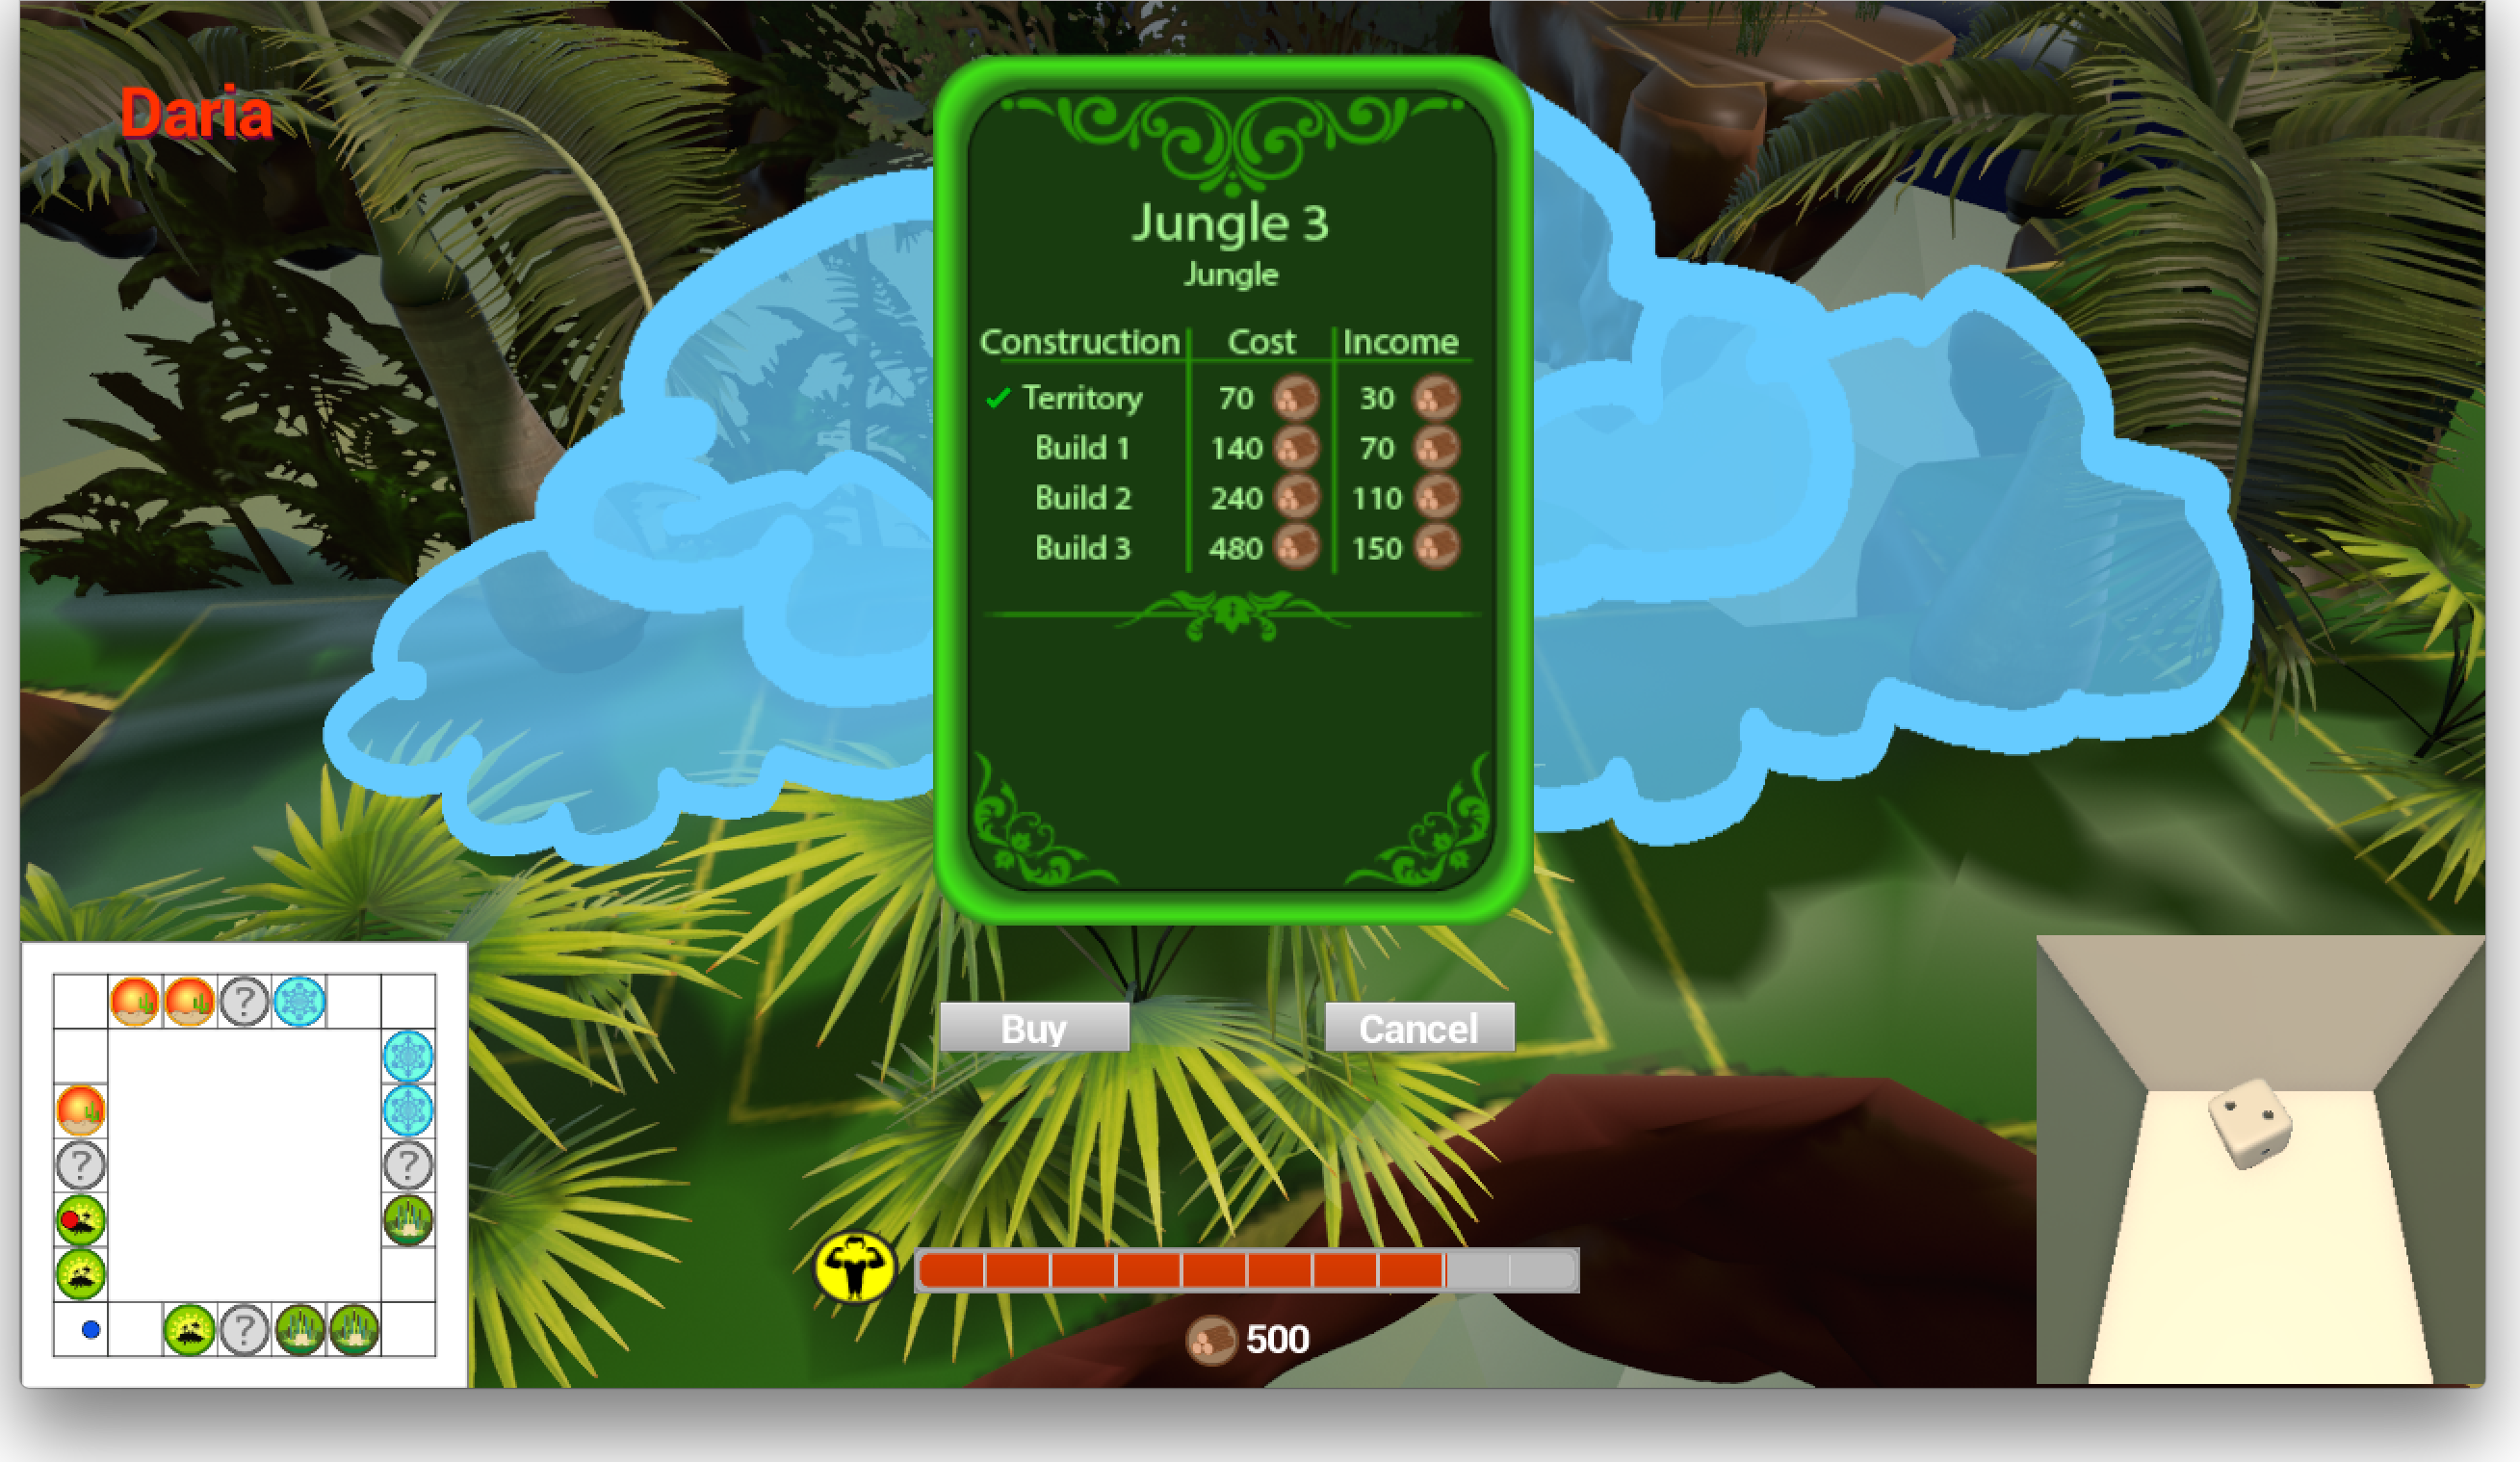 Daria
Jungle 3
Jungle
Construction Cost Income
Territory 70 30
Build 1 140 70
Build 2 240 110
Build 3 480 150
Buy Cancel
?
? ?
?
500